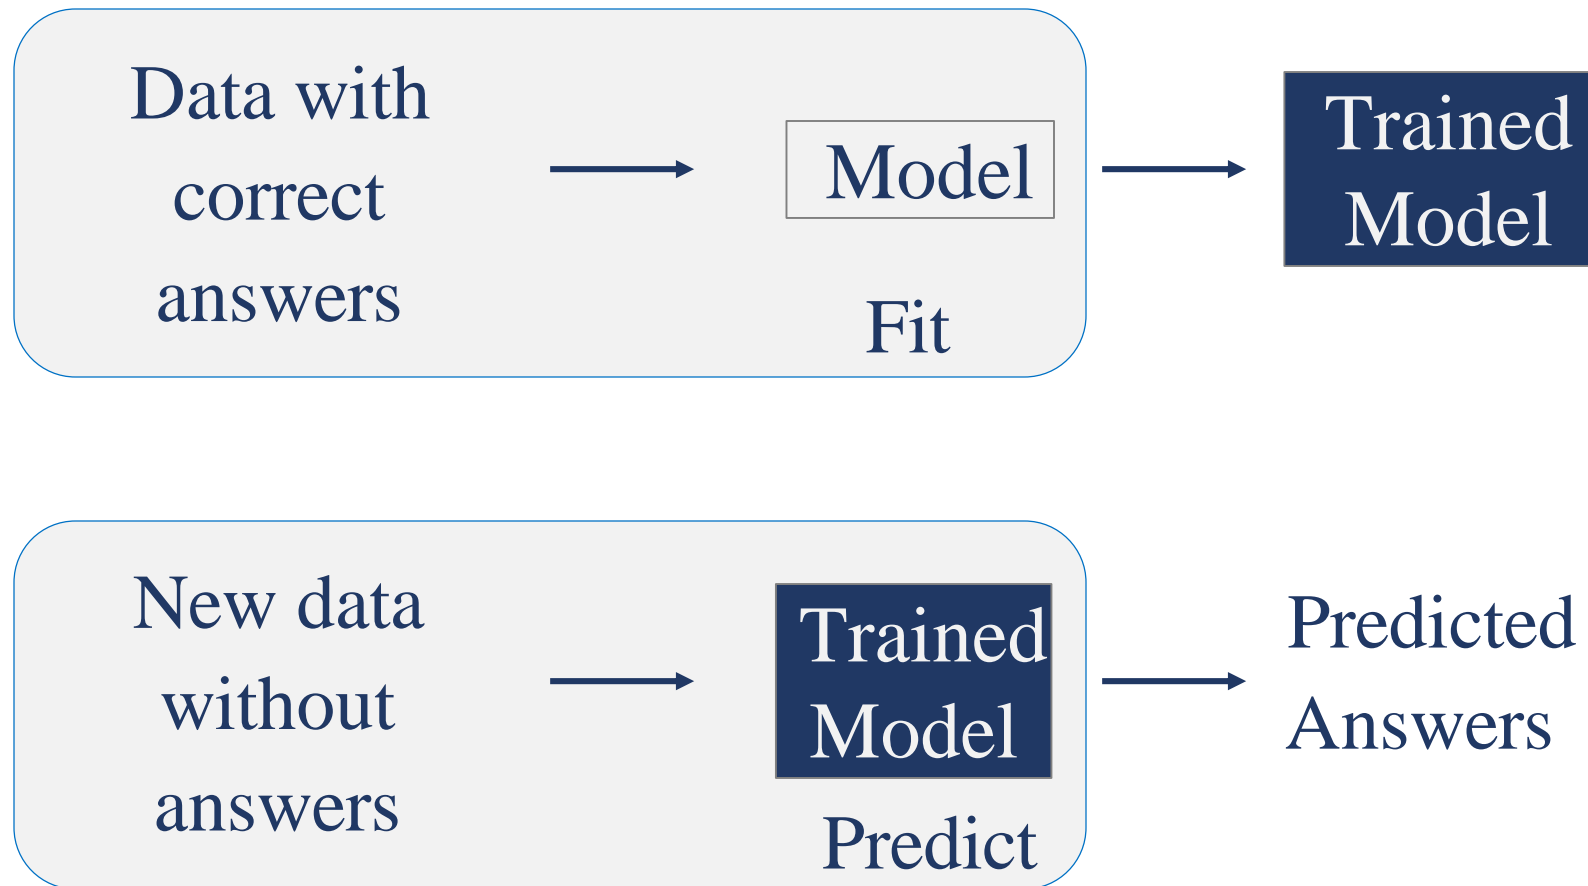 Data with
correct
answers
Model
Fit
Trained
Model
New data
without
answers
Trained
Model
Predict
Predicted
Answers